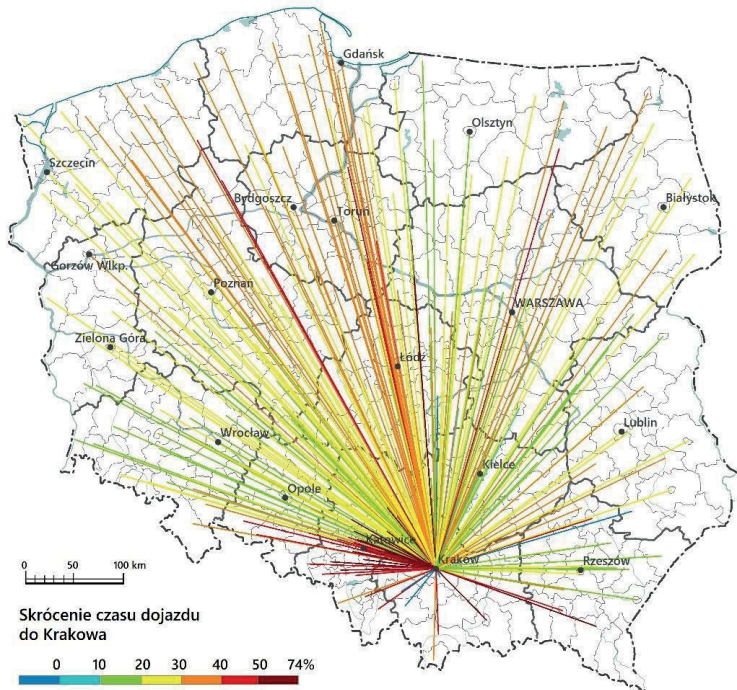 Gdańsk
Olsztyn
Szczecin
Bydgoszcz
Białystok
Toruń
Gorzów Wlkp.
Poznań
WARSZAWA
Zielona Góra
Łódź
Wrocław
Lublin
Kielce
Opole
Katowice
Kraków
Rzeszów
0 50 100 km
Skrócenie czasu dojazdu
do Krakowa
0 10 20 30 40 50 74%